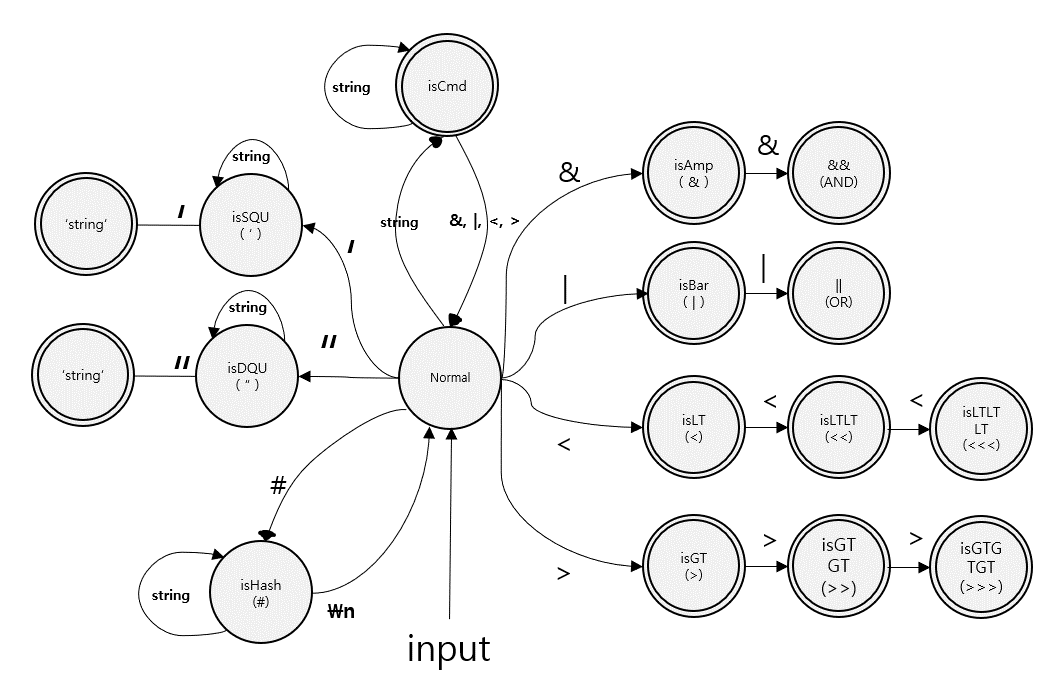 string
isCmd
string
isSQU
( ‘ )
'
‘string‘
'
string
&, |, <, >
&
isAmp
( & )
&
&&
(AND)
|
isBar
( | )
|
||
(OR)
string
isDQU
( “ )
"
‘string‘
"
Normal
<
isLT
(<)
<
isLTLT
(<<)
<
isLTLT
LT
(<<<)
#
string
isHash
(#)
₩n
>
isGT
(>)
>
isGT
GT
(>>)
>
isGTG
TGT
(>>>)
input